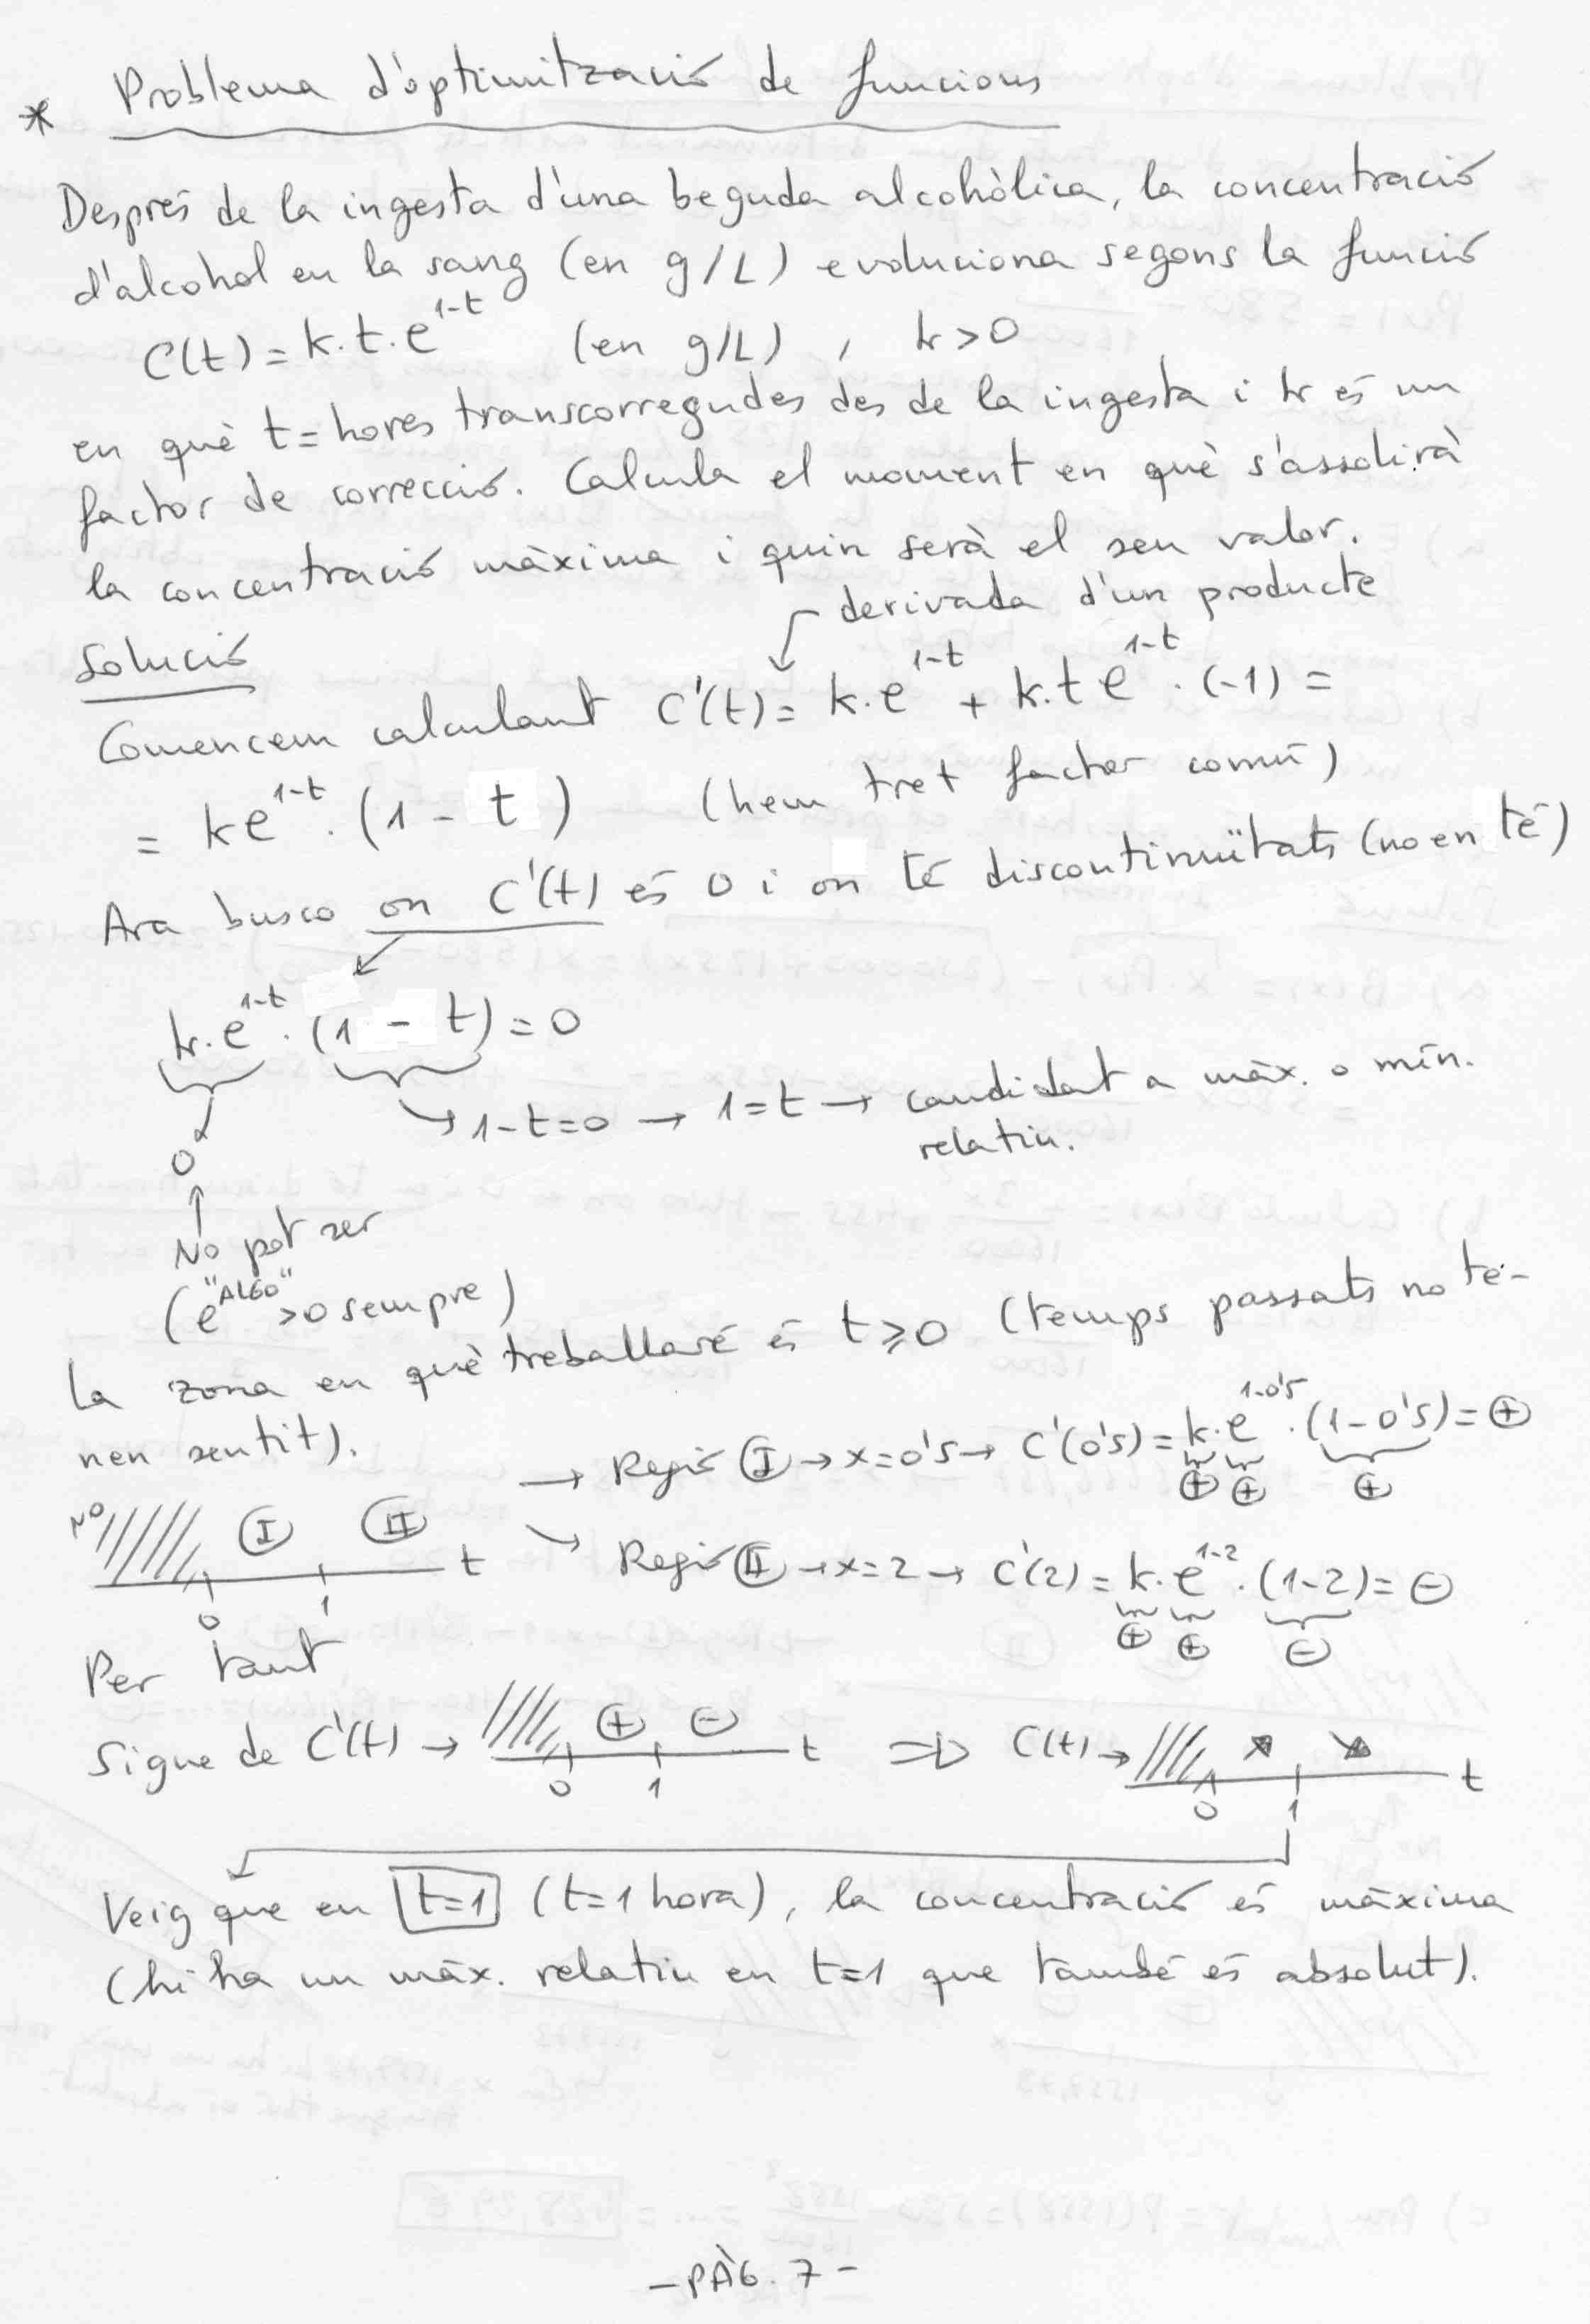 * Problema d'optimització de funcions
Després de la ingesta d'una beguda alcohòlica, la concentració
d'alcohol en la sang (en g/L) evoluciona segons la funció
C(t) = k·t·e^{1-t} (en g/L) , k>0
en què t=hores transcorregudes des de la ingesta i k és un
factor de correcció. Calcula el moment en què s'assolirà
la concentració màxima i quin serà el seu valor.
derivada d'un producte
Solució
Comencem calculant C'(t)= k·e^{1-t} + k·t e^{1-t}·(-1) =
= k e^{1-t}·(1 - t) (hem tret factor comú)
Ara busco on C'(t) és 0 i on té discontinuïtats (no en té)
k·e^{1-t}·(1 - t) = 0
→ 1-t=0 → 1=t → candidat a màx. o mín.
relatiu.
0
↑
No pot ser
(e^{"ALGO"} >0 sempre)
La zona en què treballaré és t≥0 (temps passats no te-
nen sentit).
→ Regió I → x=0'5 → C'(0'5) = k·e^{1-0'5}·(1-0'5) = ⊕
⊕ ⊕ ⊕
NO I II t
0 1
→ Regió II → x=2 → C'(2) = k·e^{1-2}·(1-2) = ⊖
⊕ ⊕ ⊖
Per tant
Signe de C'(t) → ⊕ ⊖ t ⇒ C(t) → ↗ ↘ t
0 1 0 1
Veig que en t=1 (t=1 hora), la concentració és màxima
(hi ha un màx. relatiu en t=1 que també és absolut).
-PÀG. 7-